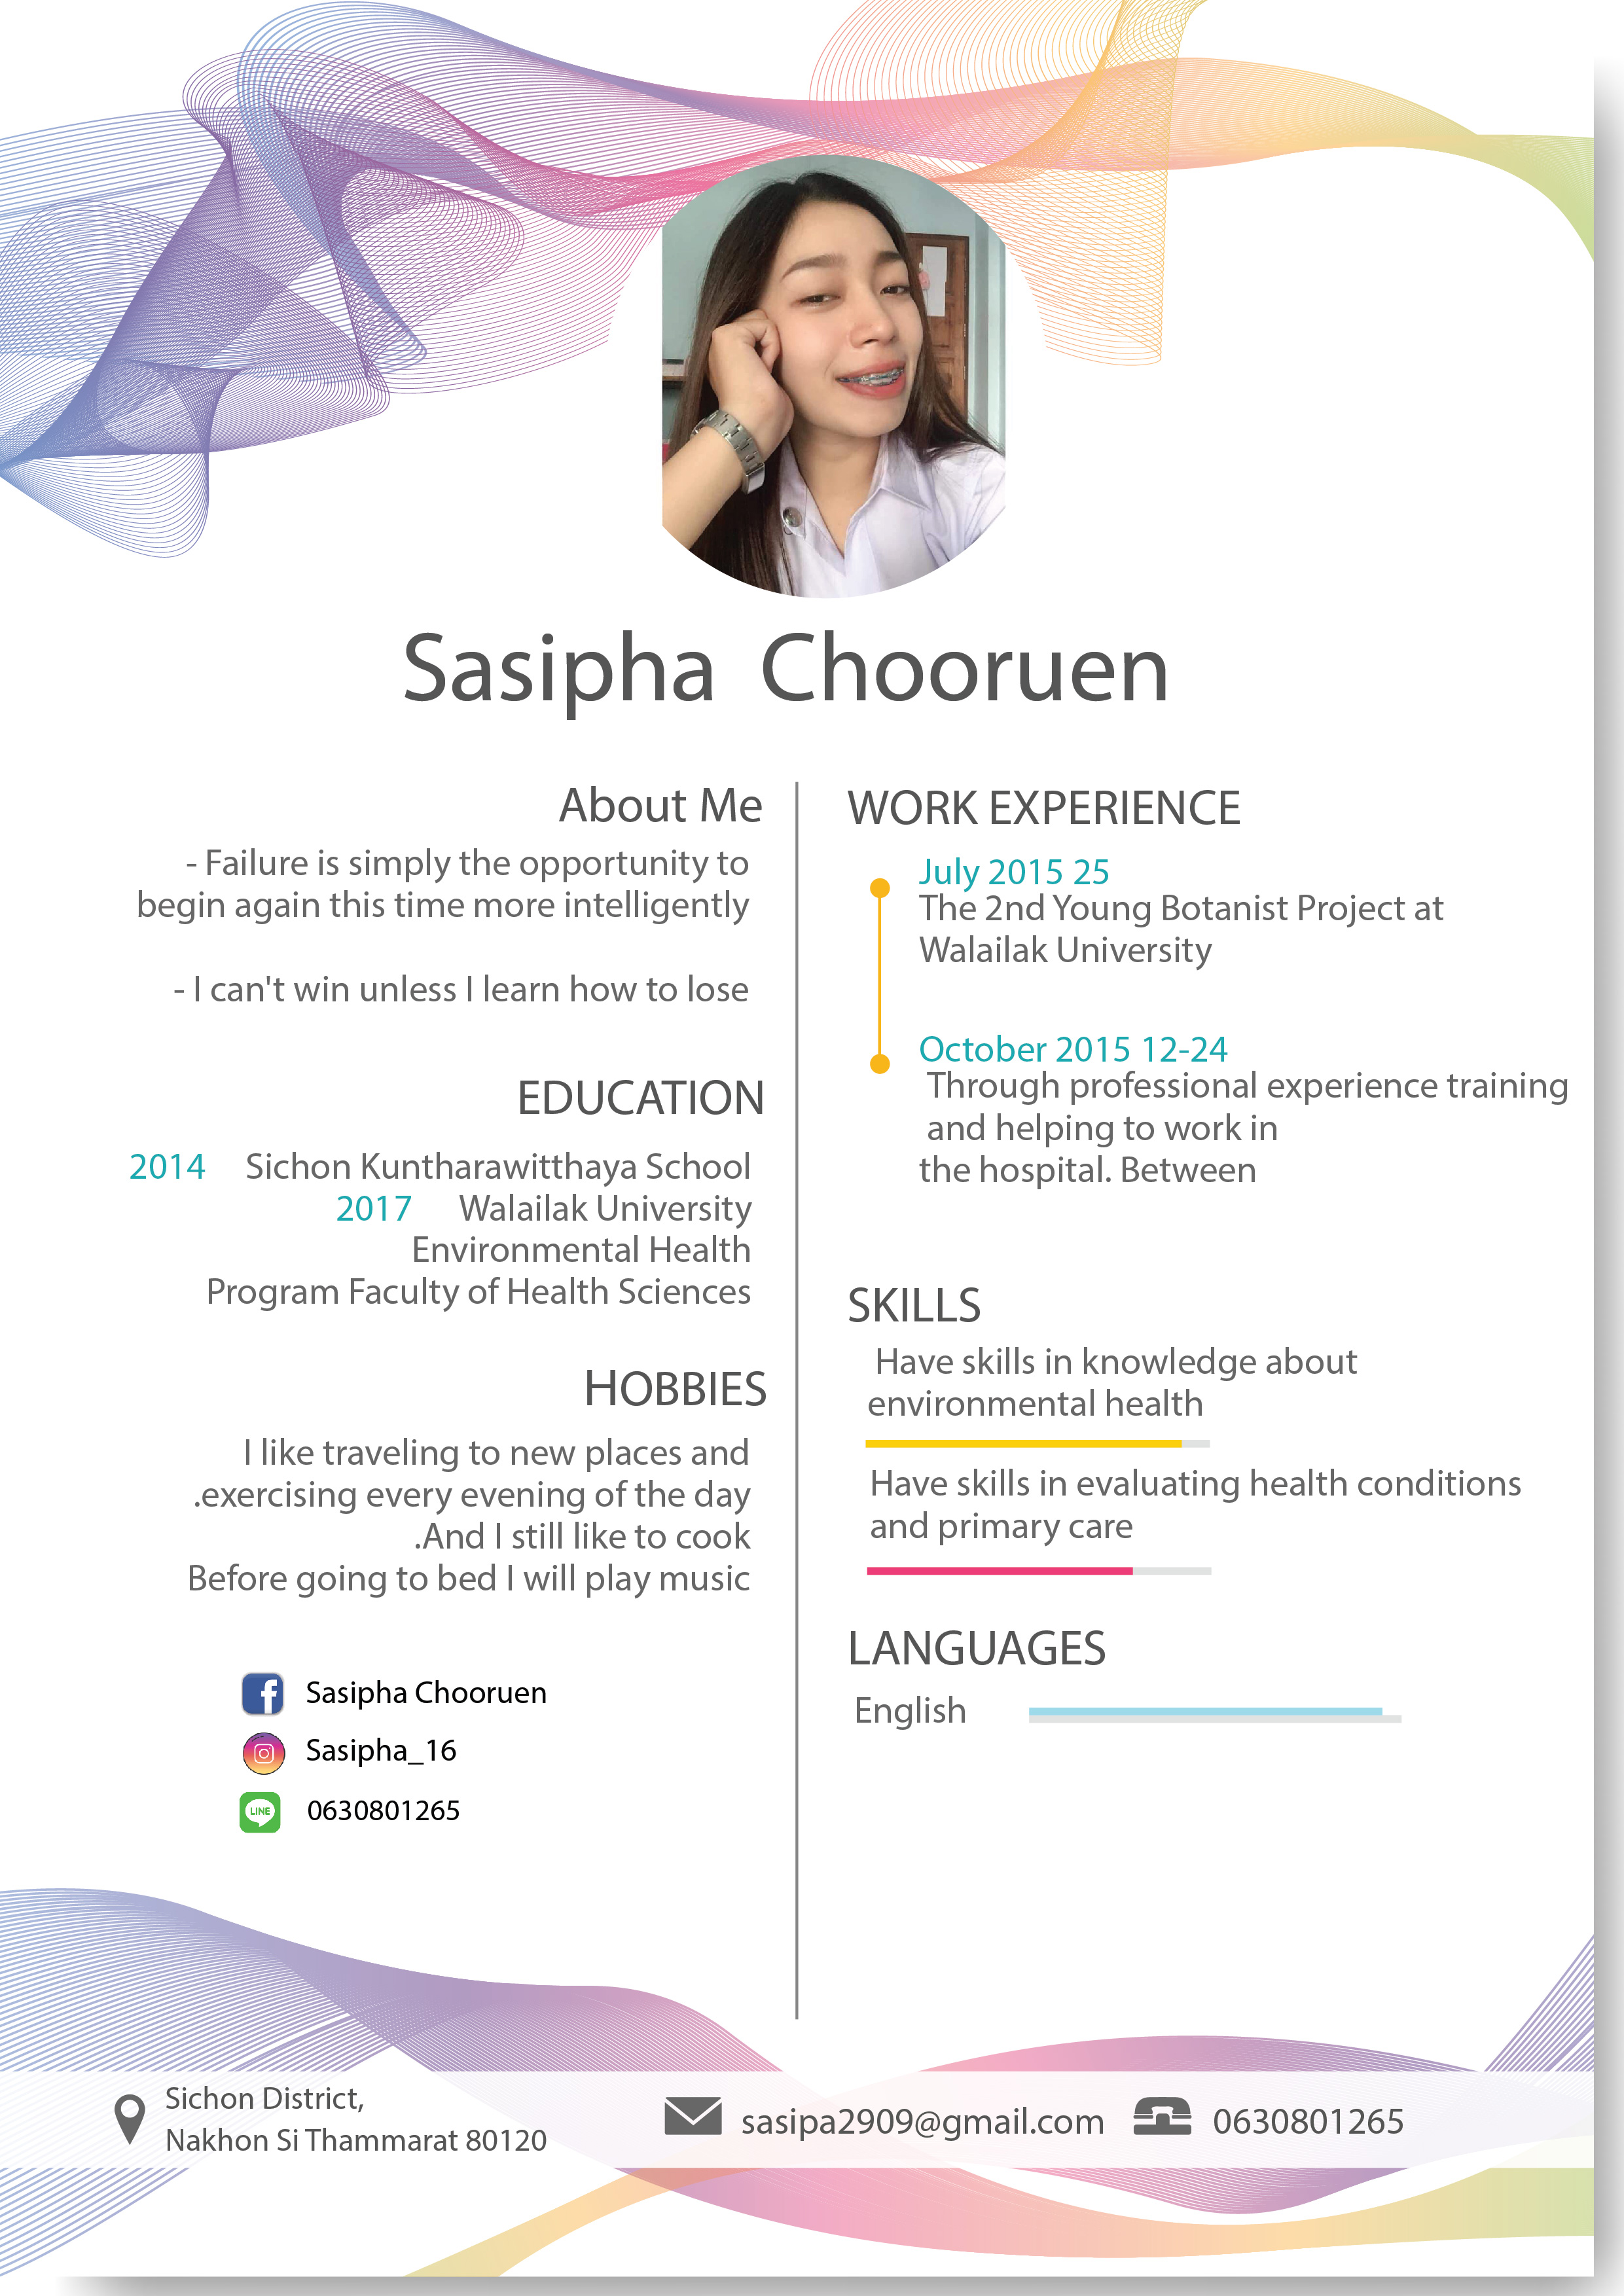 Sasipha Chooruen
About Me
- Failure is simply the opportunity to
begin again this time more intelligently
- I can't win unless I learn how to lose
EDUCATION
2014 Sichon Kuntharawitthaya School
2017 Walailak University
Environmental Health
Program Faculty of Health Sciences
HOBBIES
I like traveling to new places and
.exercising every evening of the day
.And I still like to cook
Before going to bed I will play music
Sasipha Chooruen
Sasipha_16
LINE
0630801265
WORK EXPERIENCE
July 2015 25
The 2nd Young Botanist Project at
Walailak University
October 2015 12-24
Through professional experience training
and helping to work in
the hospital. Between
SKILLS
Have skills in knowledge about
environmental health
Have skills in evaluating health conditions
and primary care
LANGUAGES
English
Sichon District,
Nakhon Si Thammarat 80120
sasipa2909@gmail.com
0630801265